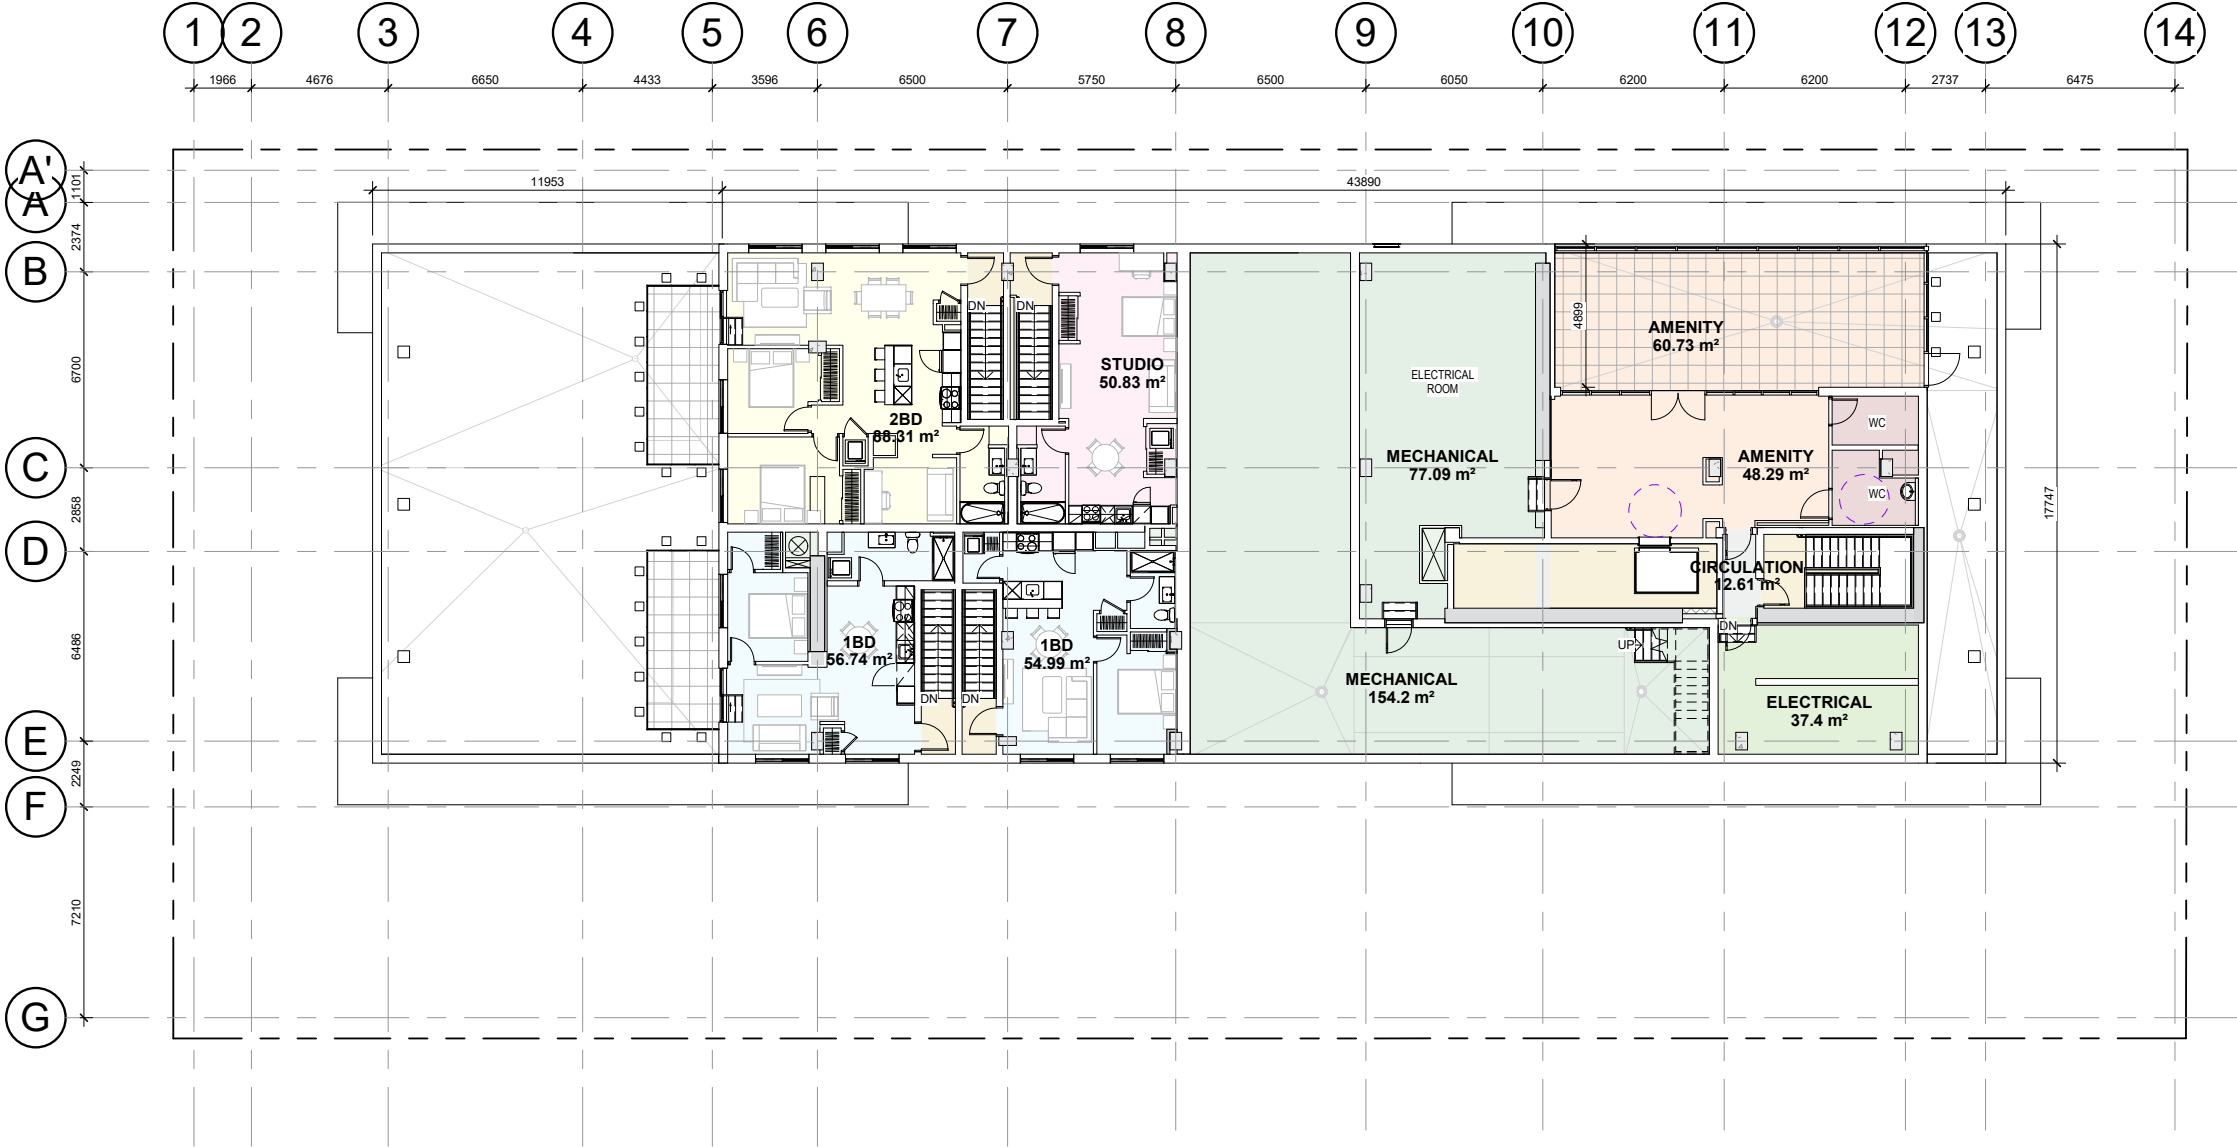 1 2 3 4 5 6 7 8 9 10 11 12 13 14
1966 4676 6650 4433 3596 6500 5750 6500 6050 6200 6200 2737 6475
A'
1101
A
11953 43890
2374
B
DN DN
4899
AMENITY
60.73 m²
6700
STUDIO
50.83 m²
ELECTRICAL
ROOM
2BD
88.31 m²
WC
C
MECHANICAL
77.09 m²
AMENITY
48.29 m²
WC
2858
17747
D
CIRCULATION
12.61 m²
DN
6486
1BD
56.74 m²
1BD
54.99 m²
UP
MECHANICAL
154.2 m²
DN DN
ELECTRICAL
37.4 m²
E
2249
F
7210
G